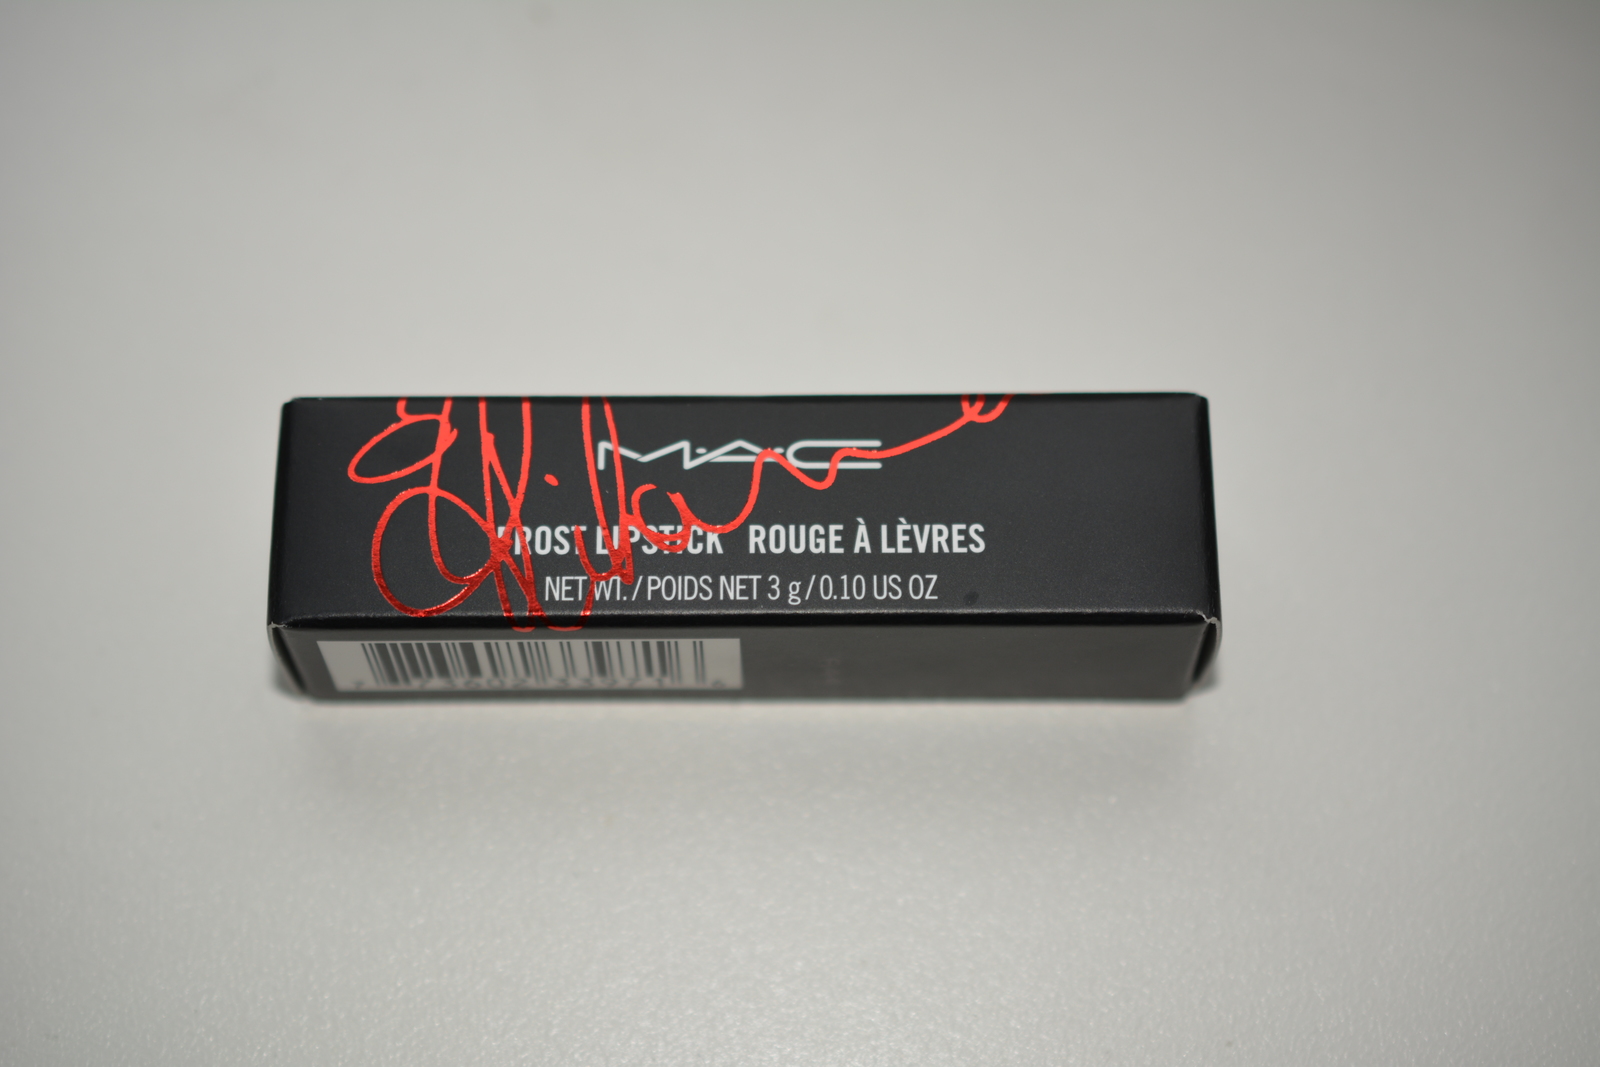 M·A·C
FROST LIPSTICK ROUGE À LÈVRES
NET WT. / POIDS NET 3 g / 0.10 US OZ